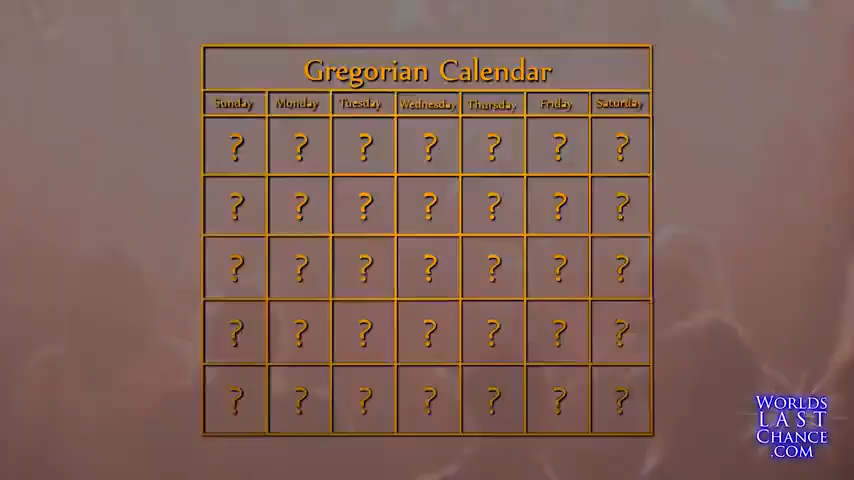 Gregorian Calendar
Sunday Monday Tuesday Wednesday Thursday Friday Saturday
? ? ? ? ? ? ?
? ? ? ? ? ? ?
? ? ? ? ? ? ?
? ? ? ? ? ? ?
? ? ? ? ? ? ?
WORLDS
LAST
CHANCE
.COM